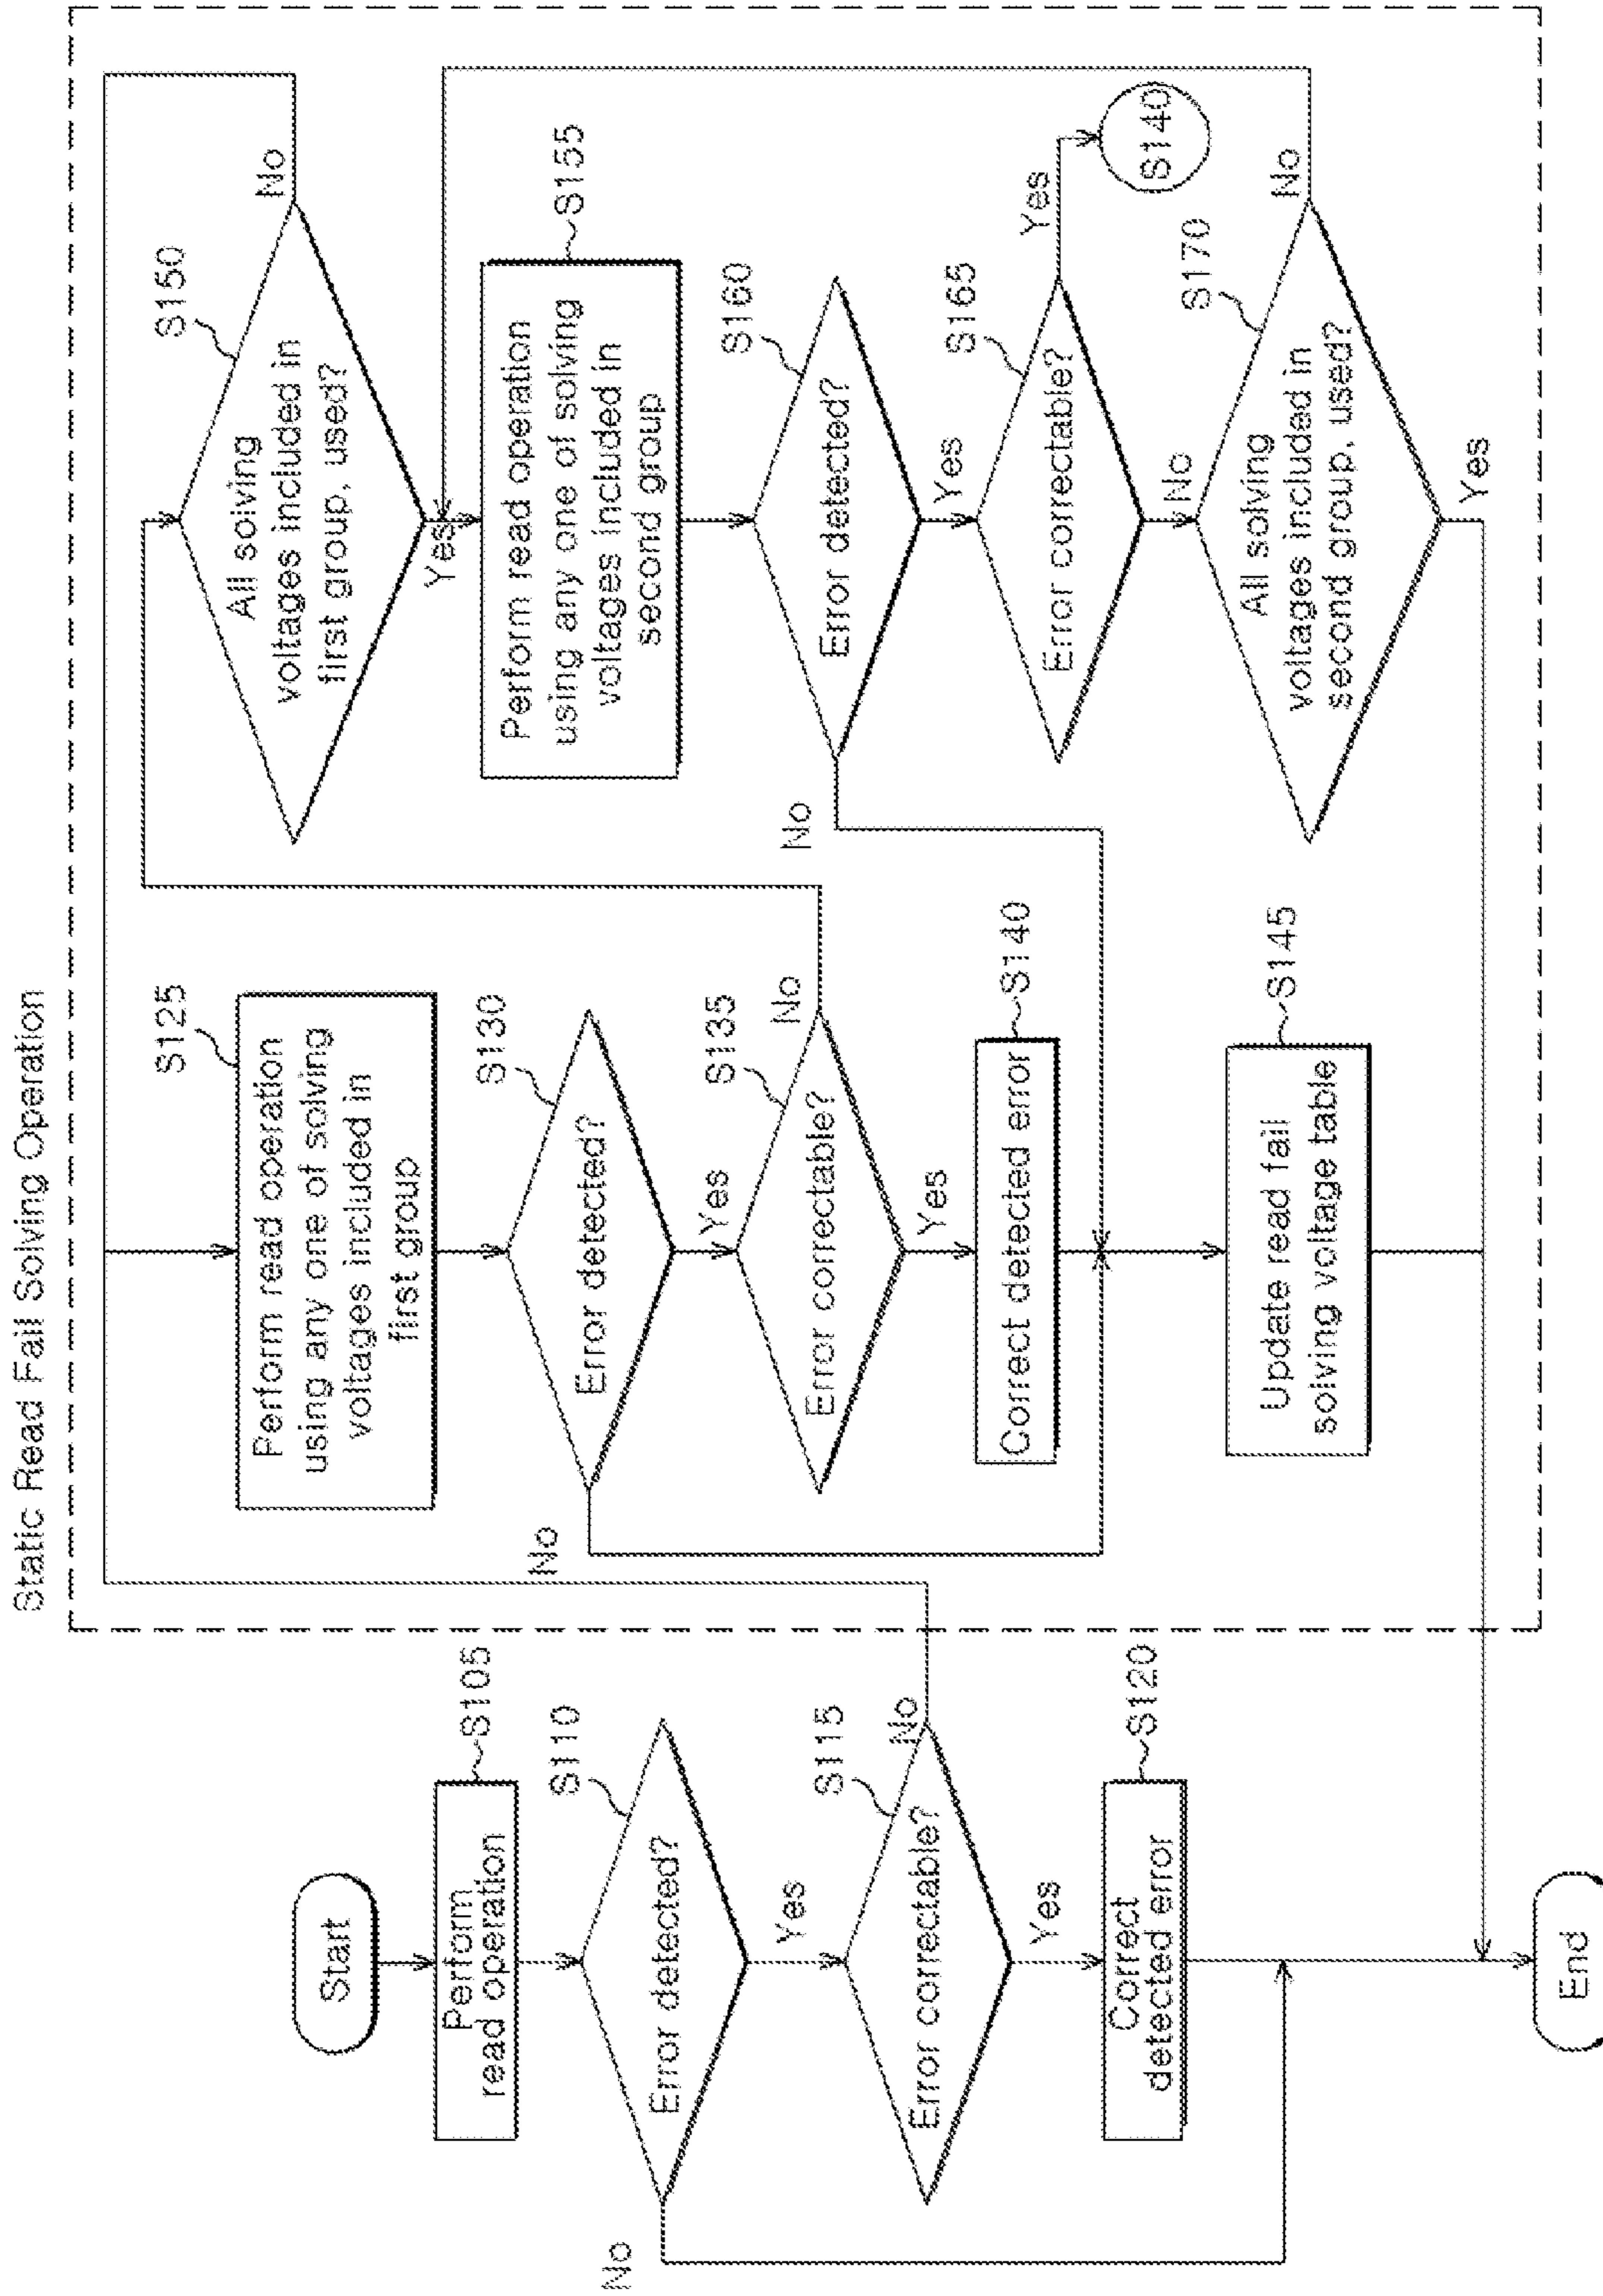 Static Read Fail Solving Operation
Start
Perform
read operation
S105
Error detected?
S110
Yes
No
Error correctable?
S115
No
Yes
Correct
detected error
S120
End
Perform read operation
using any one of solving
voltages included in
first group
S125
Error detected?
S130
No
Yes
Error correctable?
S135
No
Yes
Correct detected error
S140
Update read fail
solving voltage table
S145
All solving
voltages included in
first group, used?
S150
No
Yes
Perform read operation
using any one of solving
voltages included in
second group
S155
Error detected?
S160
No
Yes
Error correctable?
S165
Yes
S140
No
All solving
voltages included in
second group, used?
S170
No
Yes